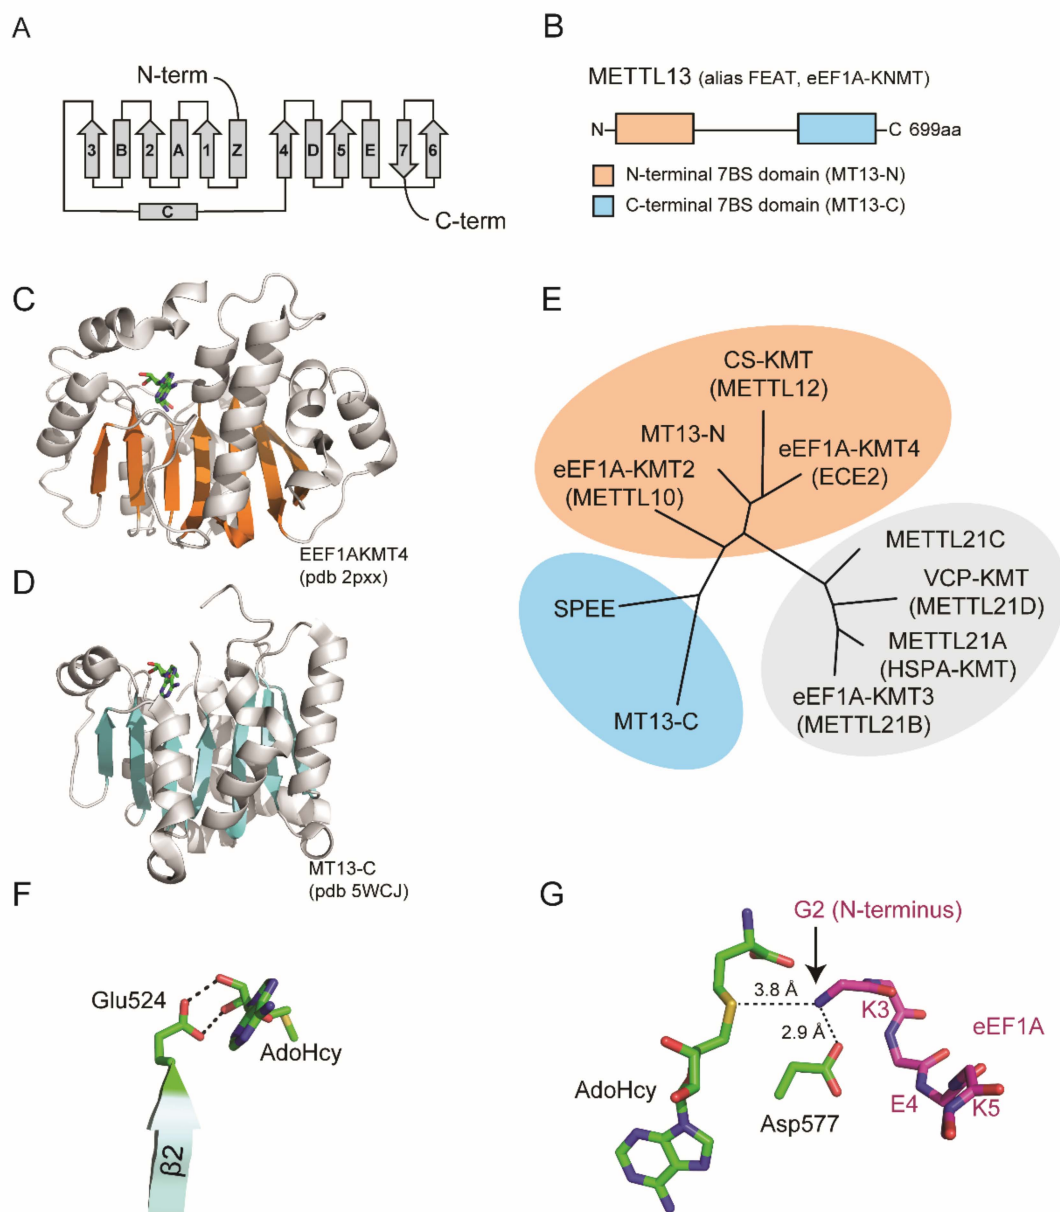 A
N-term
3 B 2 A 1 Z 4 D 5 E 7 6
C
C-term
B
METTL13 (alias FEAT, eEF1A-KNMT)
N C 699aa
N-terminal 7BS domain (MT13-N)
C-terminal 7BS domain (MT13-C)
C
EEF1AKMT4
(pdb 2pxx)
D
MT13-C
(pdb 5WCJ)
E
CS-KMT
(METTL12)
MT13-N
eEF1A-KMT4
(ECE2)
eEF1A-KMT2
(METTL10)
METTL21C
VCP-KMT
(METTL21D)
METTL21A
(HSPA-KMT)
eEF1A-KMT3
(METTL21B)
SPEE
MT13-C
F
Glu524
AdoHcy
β2
G
G2 (N-terminus)
3.8 Å
K3
2.9 Å
eEF1A
AdoHcy
E4
K5
Asp577